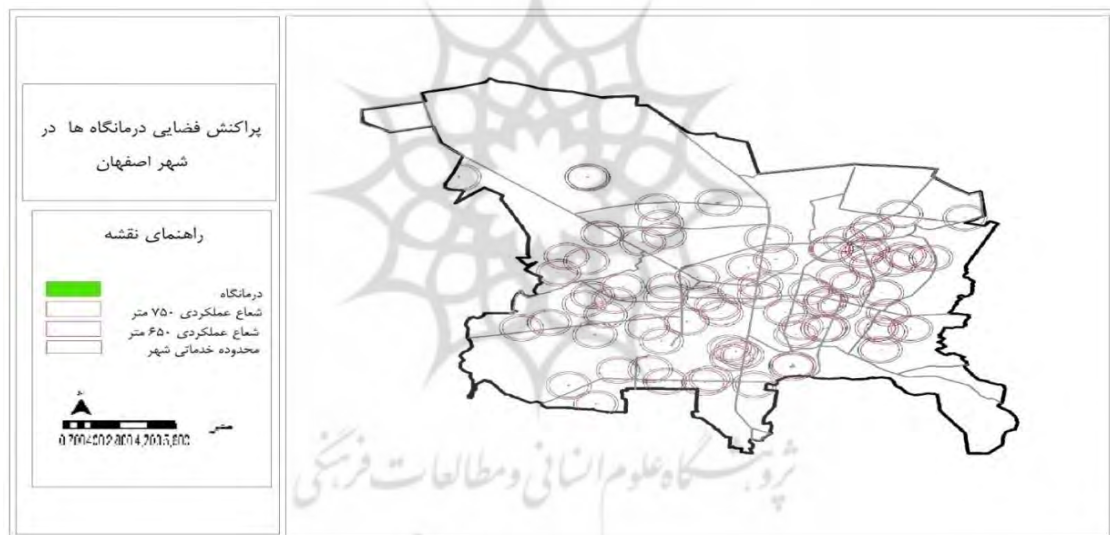 پراکنش فضایی درمانگاه ها در
شهر اصفهان
راهنمای نقشه
درمانگاه
شعاع عملکردی ۷۵۰ متر
شعاع عملکردی ۶۵۰ متر
محدوده خدماتی شهر
متر
پژوهشگاه علوم انسانی و مطالعات فرهنگی